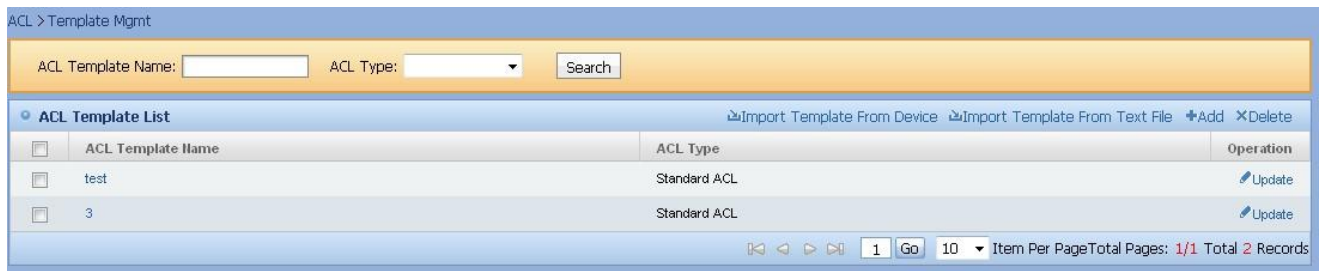 ACL > Template Mgmt
ACL Template Name: ACL Type: Search
ACL Template List Import Template From Device Import Template From Text File Add Delete
ACL Template Name ACL Type Operation
test Standard ACL Update
3 Standard ACL Update
1 Go 10 Item Per PageTotal Pages: 1/1 Total 2 Records